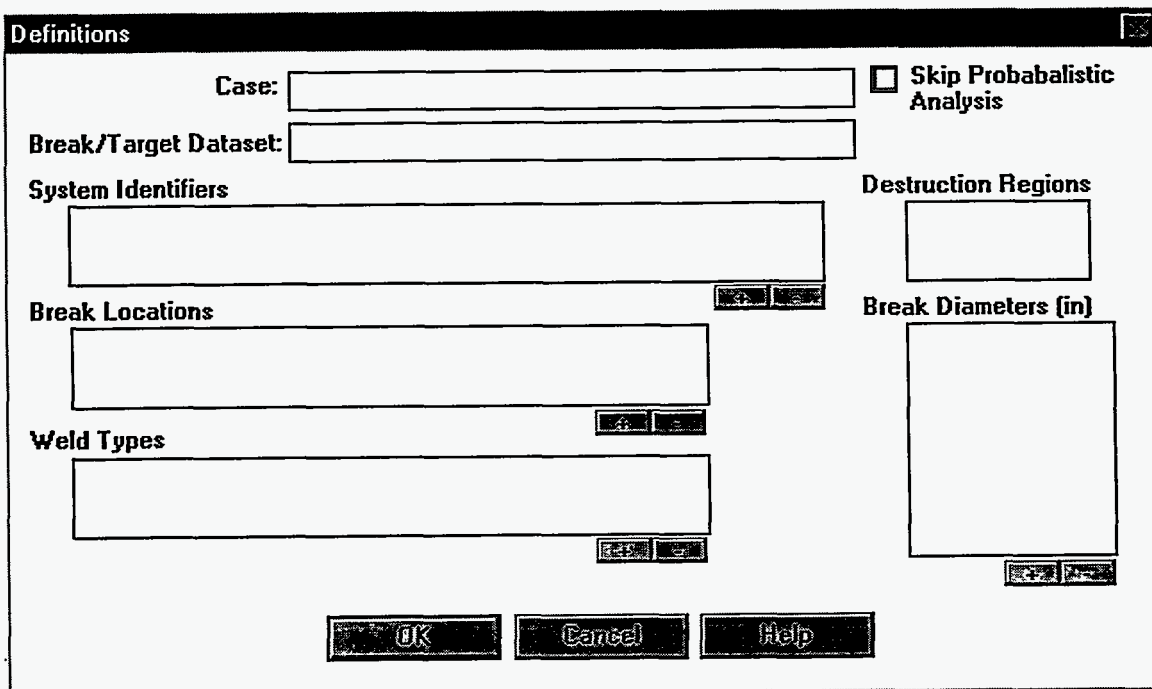 Definitions
Case:
Skip Probabalistic
Analysis
Break/Target Dataset:
System Identifiers
Destruction Regions
+ -
Break Locations
Break Diameters (in)
+ -
Weld Types
+ -
+ -
OK Cancel Help